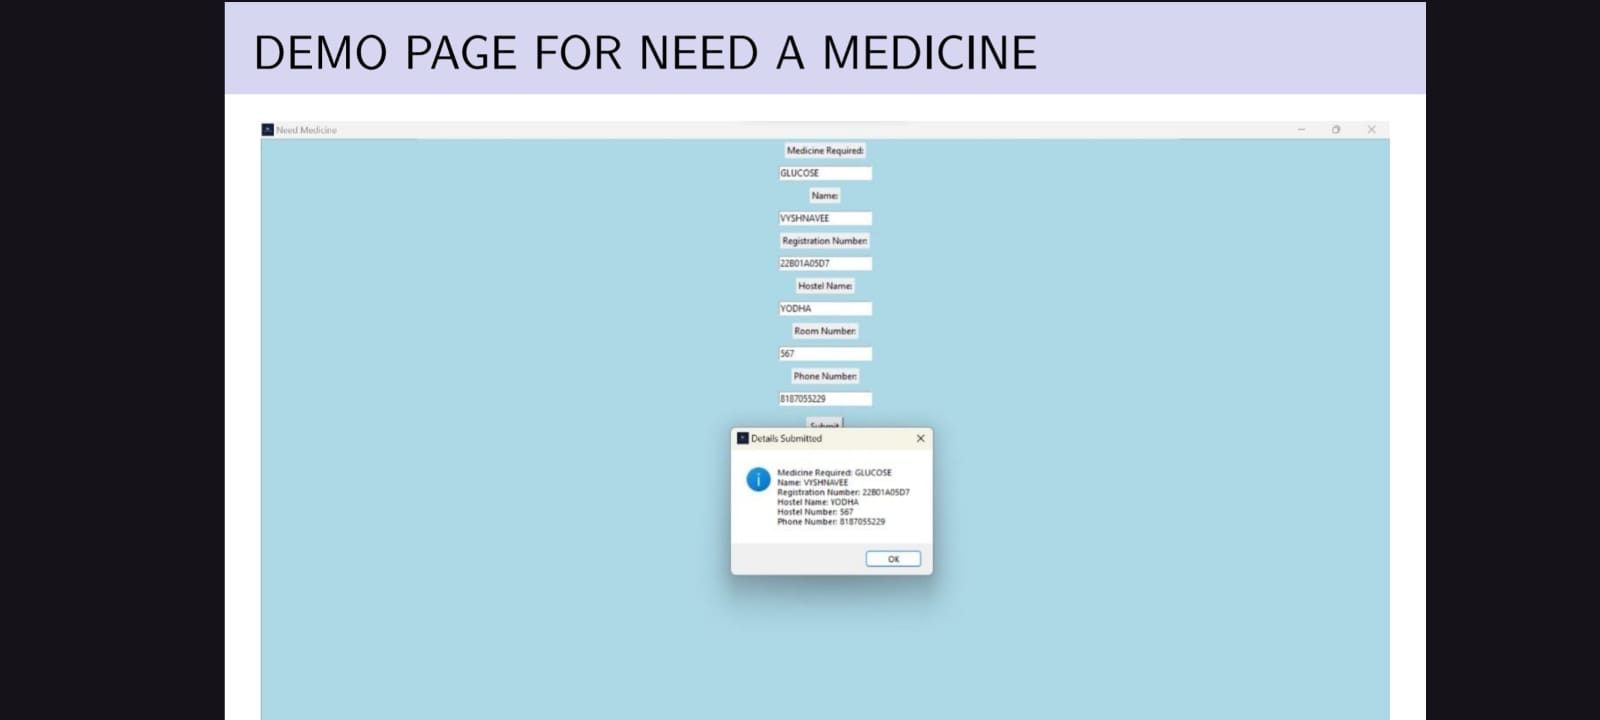 DEMO PAGE FOR NEED A MEDICINE
Need Medicine
Medicine Required:
GLUCOSE
Name:
VYSHNAVEE
Registration Number:
22B01A05D7
Hostel Name:
YODHA
Room Number:
567
Phone Number:
8187055229
Submit
Details Submitted
Medicine Required: GLUCOSE
Name: VYSHNAVEE
Registration Number: 22B01A05D7
Hostel Name: YODHA
Hostel Number: 567
Phone Number: 8187055229
OK